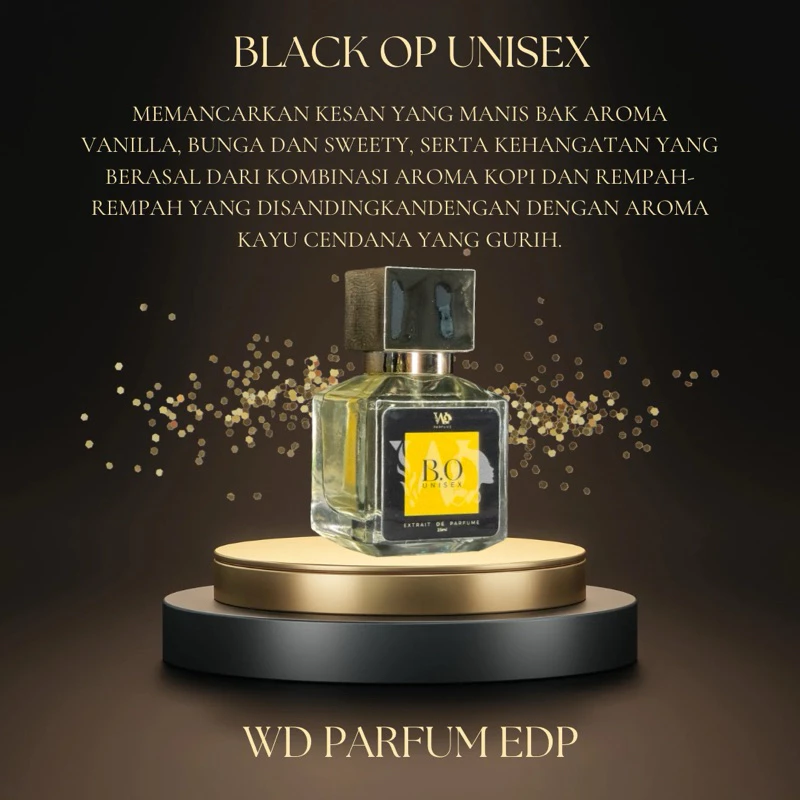 BLACK OP UNISEX
MEMANCARKAN KESAN YANG MANIS BAK AROMA
VANILLA, BUNGA DAN SWEETY, SERTA KEHANGATAN YANG
BERASAL DARI KOMBINASI AROMA KOPI DAN REMPAH-
REMPAH YANG DISANDINGKANDENGAN DENGAN AROMA
KAYU CENDANA YANG GURIH.
WD
PARFUME
B.O
UNISEX
EXTRAIT DE PARFUME
WD PARFUM EDP